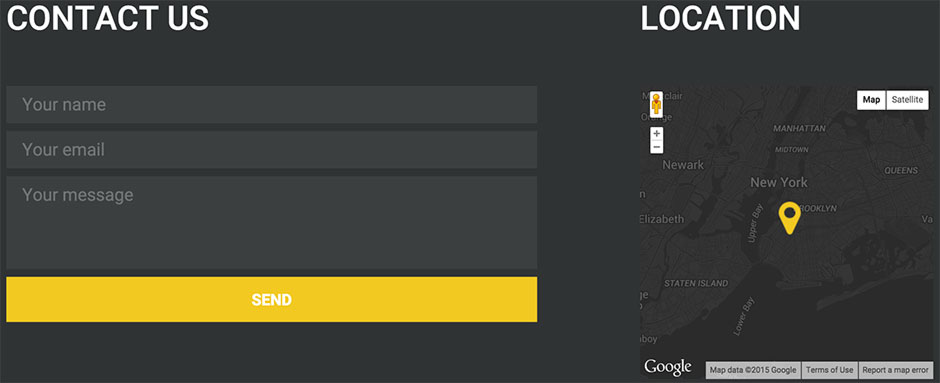 CONTACT US
Your name
Your email
Your message
SEND
LOCATION
Map Satellite
+
−
Orange
MANHATTAN
MIDTOWN
Newark
QUEENS
New York
BROOKLYN
Elizabeth
Upper Bay
STATEN ISLAND
Lower Bay
Google
Map data ©2015 Google
Terms of Use
Report a map error